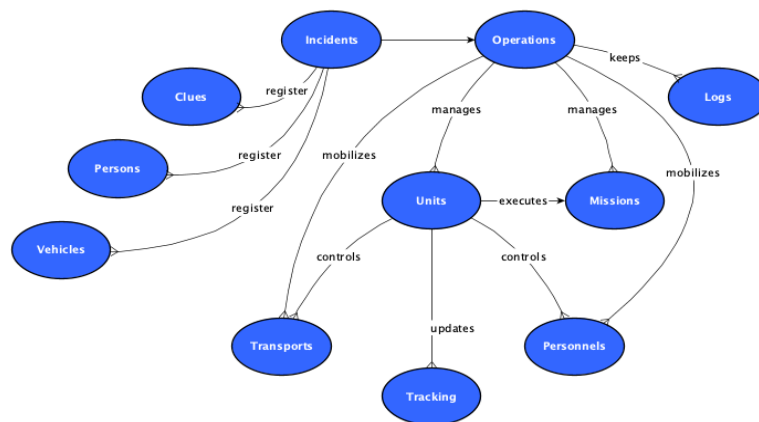 Incidents
Operations
keeps
register
Clues
Logs
manages
manages
register
mobilizes
Persons
mobilizes
register
Units
executes
Missions
Vehicles
controls
controls
updates
Transports
Personnels
Tracking